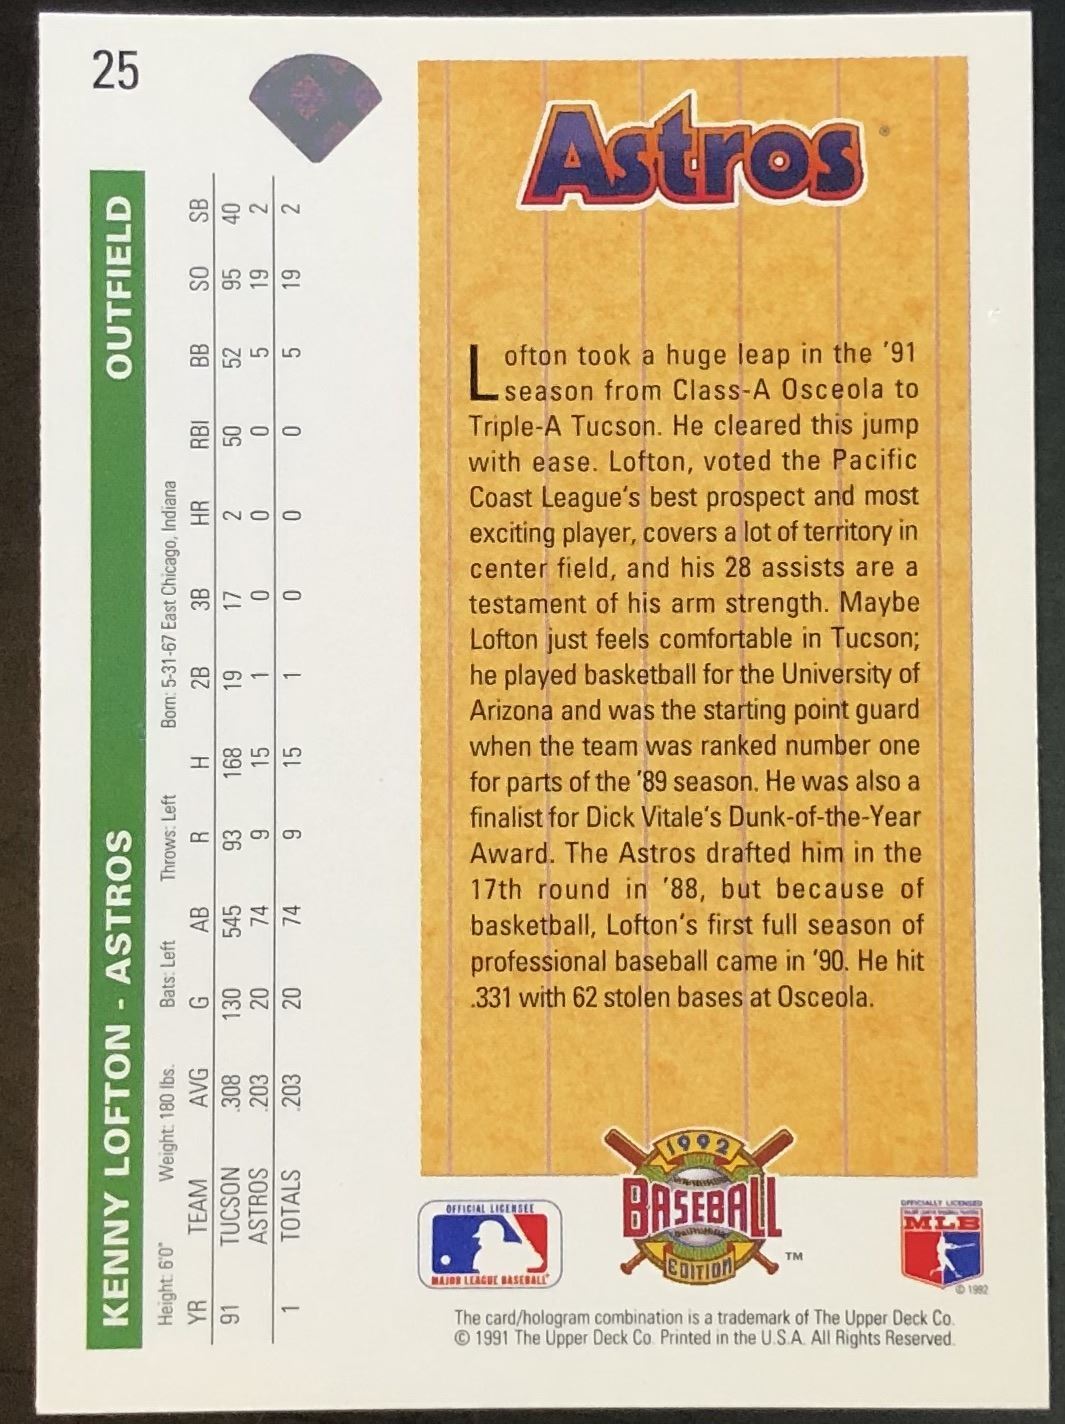 25
KENNY LOFTON - ASTROS OUTFIELD
Height: 6'0" Weight: 180 lbs. Bats: Left Throws: Left Born: 5-31-67 East Chicago, Indiana
YR TEAM AVG G AB R H 2B 3B HR RBI BB SO SB
91 TUCSON .308 130 545 93 168 19 17 2 50 52 95 40
ASTROS .203 20 74 9 15 1 0 0 0 5 19 2
1 TOTALS .203 20 74 9 15 1 0 0 0 5 19 2
Astros ®
Lofton took a huge leap in the '91
season from Class-A Osceola to
Triple-A Tucson. He cleared this jump
with ease. Lofton, voted the Pacific
Coast League's best prospect and most
exciting player, covers a lot of territory in
center field, and his 28 assists are a
testament of his arm strength. Maybe
Lofton just feels comfortable in Tucson;
he played basketball for the University of
Arizona and was the starting point guard
when the team was ranked number one
for parts of the '89 season. He was also a
finalist for Dick Vitale's Dunk-of-the-Year
Award. The Astros drafted him in the
17th round in '88, but because of
basketball, Lofton's first full season of
professional baseball came in '90. He hit
.331 with 62 stolen bases at Osceola.
OFFICIAL LICENSEE
MAJOR LEAGUE BASEBALL
1992
BASEBALL
EDITION
TM
OFFICIALLY LICENSED
MAJOR LEAGUE BASEBALL PLAYERS
MLB
© 1992
The card/hologram combination is a trademark of The Upper Deck Co.
© 1991 The Upper Deck Co. Printed in the U.S.A. All Rights Reserved.